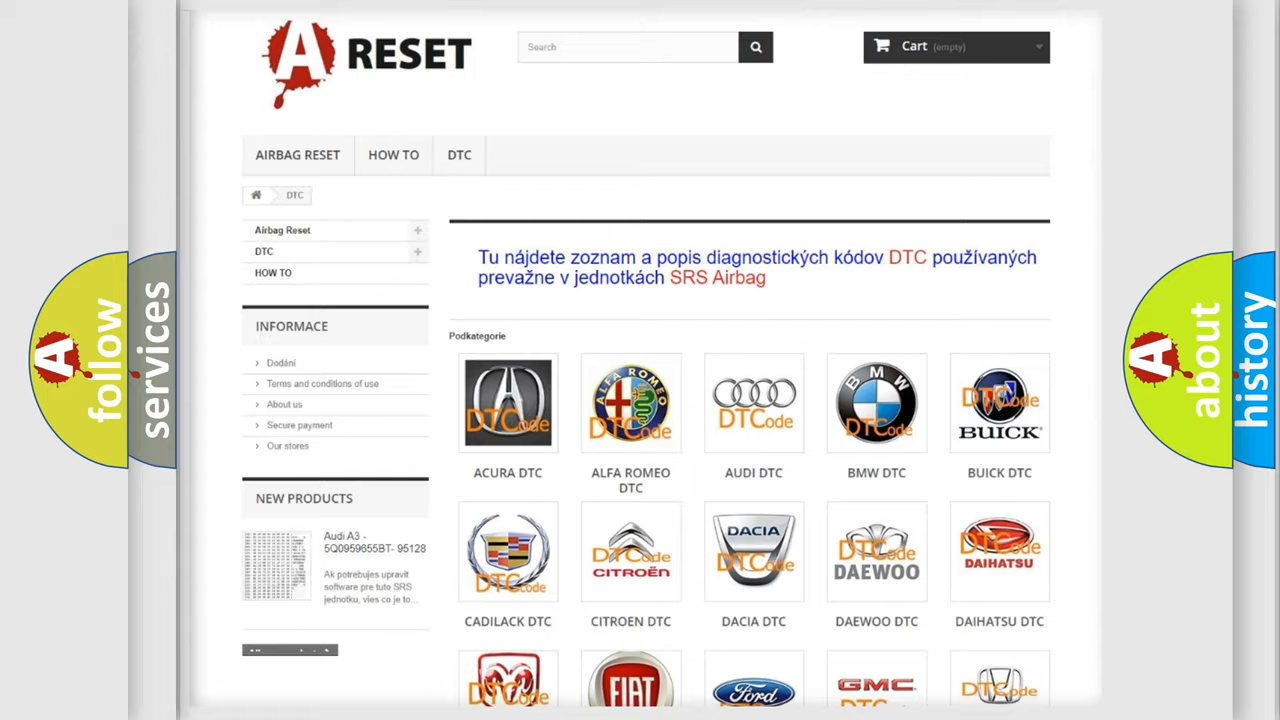 A RESET
Search
Cart (empty)
AIRBAG RESET
HOW TO
DTC
DTC
Airbag Reset
DTC
HOW TO
INFORMACE
Dodání
Terms and conditions of use
About us
Secure payment
Our stores
NEW PRODUCTS
Audi A3 -
5Q0959655BT- 95128
Ak potrebujes upravit
software pre tuto SRS
jednotku, vies co je to...
Tu nájdete zoznam a popis diagnostických kódov DTC používaných
prevažne v jednotkách SRS Airbag
Podkategorie
DTCode
ALFA ROMEO
DTCode
DTCode
BMW
DTCode
DTCode
BUICK
ACURA DTC
ALFA ROMEO
DTC
AUDI DTC
BMW DTC
BUICK DTC
DTCode
DTCode
CITROËN
DACIA
DTCode
DTCode
DAEWOO
DTCode
DAIHATSU
CADILACK DTC
CITROEN DTC
DACIA DTC
DAEWOO DTC
DAIHATSU DTC
DTCode
FIAT
Ford
GMC
DTCode
A follow
services
A about
history